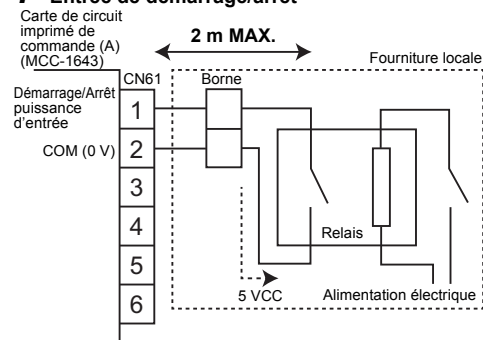 Entrée de démarrage/arrêt
Carte de circuit
imprimé de
commande (A)
(MCC-1643)
2 m MAX.
Fourniture locale
CN61
Borne
Démarrage/Arrêt
puissance
d'entrée
1
COM (0 V)
2
3
4
5
6
Relais
5 VCC
Alimentation électrique